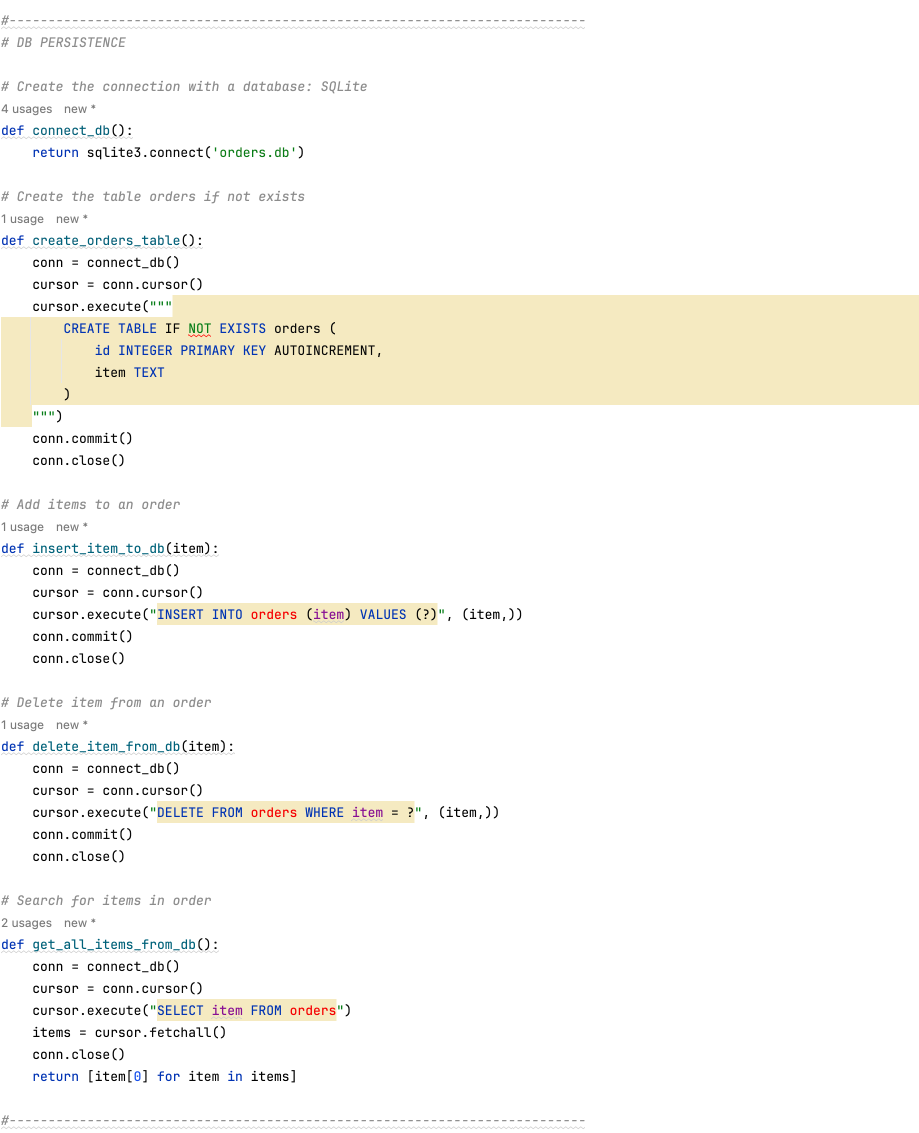 #--------------------------------------------------------------------------
# DB PERSISTENCE

# Create the connection with a database: SQLite
4 usages   new *
def connect_db():
    return sqlite3.connect('orders.db')

# Create the table orders if not exists
1 usage   new *
def create_orders_table():
    conn = connect_db()
    cursor = conn.cursor()
    cursor.execute("""
        CREATE TABLE IF NOT EXISTS orders (
            id INTEGER PRIMARY KEY AUTOINCREMENT,
            item TEXT
        )
    """)
    conn.commit()
    conn.close()

# Add items to an order
1 usage   new *
def insert_item_to_db(item):
    conn = connect_db()
    cursor = conn.cursor()
    cursor.execute("INSERT INTO orders (item) VALUES (?)", (item,))
    conn.commit()
    conn.close()

# Delete item from an order
1 usage   new *
def delete_item_from_db(item):
    conn = connect_db()
    cursor = conn.cursor()
    cursor.execute("DELETE FROM orders WHERE item = ?", (item,))
    conn.commit()
    conn.close()

# Search for items in order
2 usages   new *
def get_all_items_from_db():
    conn = connect_db()
    cursor = conn.cursor()
    cursor.execute("SELECT item FROM orders")
    items = cursor.fetchall()
    conn.close()
    return [item[0] for item in items]

#--------------------------------------------------------------------------